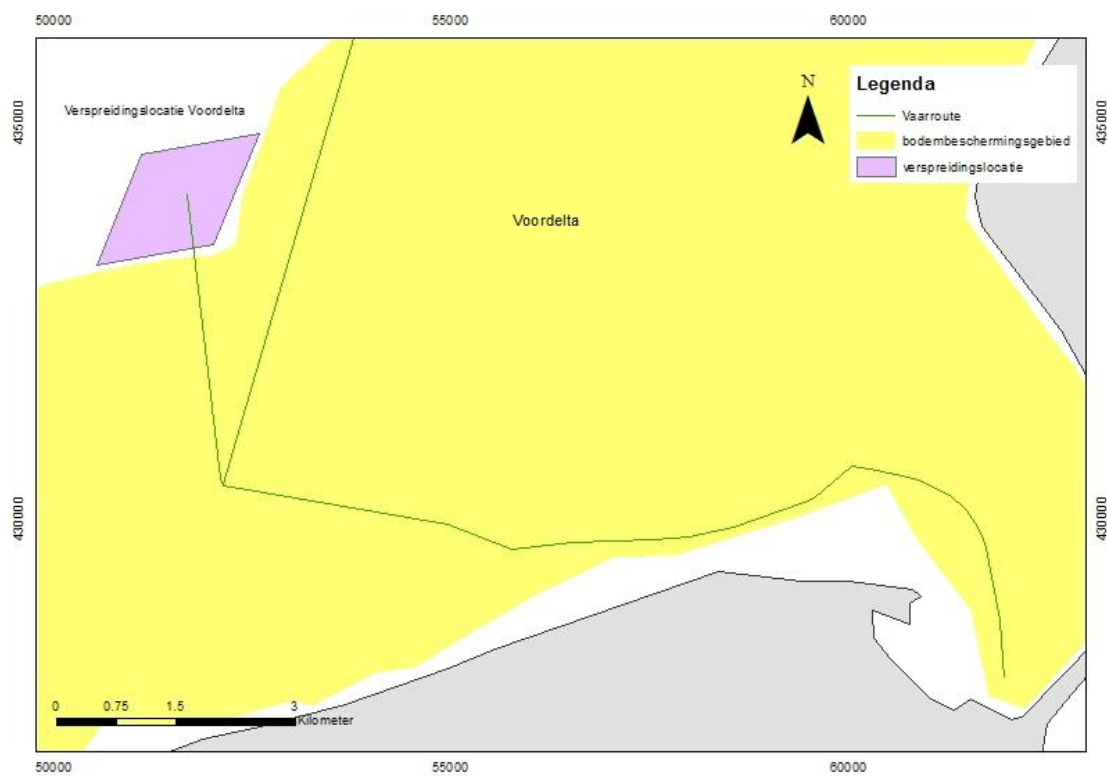 50000 55000 60000
435000
435000
Verspreidingslocatie Voordelta
N
Legenda
Vaarroute
bodembeschermingsgebied
verspreidingslocatie
Voordelta
430000
430000
0 0.75 1.5 3
Kilometer
50000 55000 60000